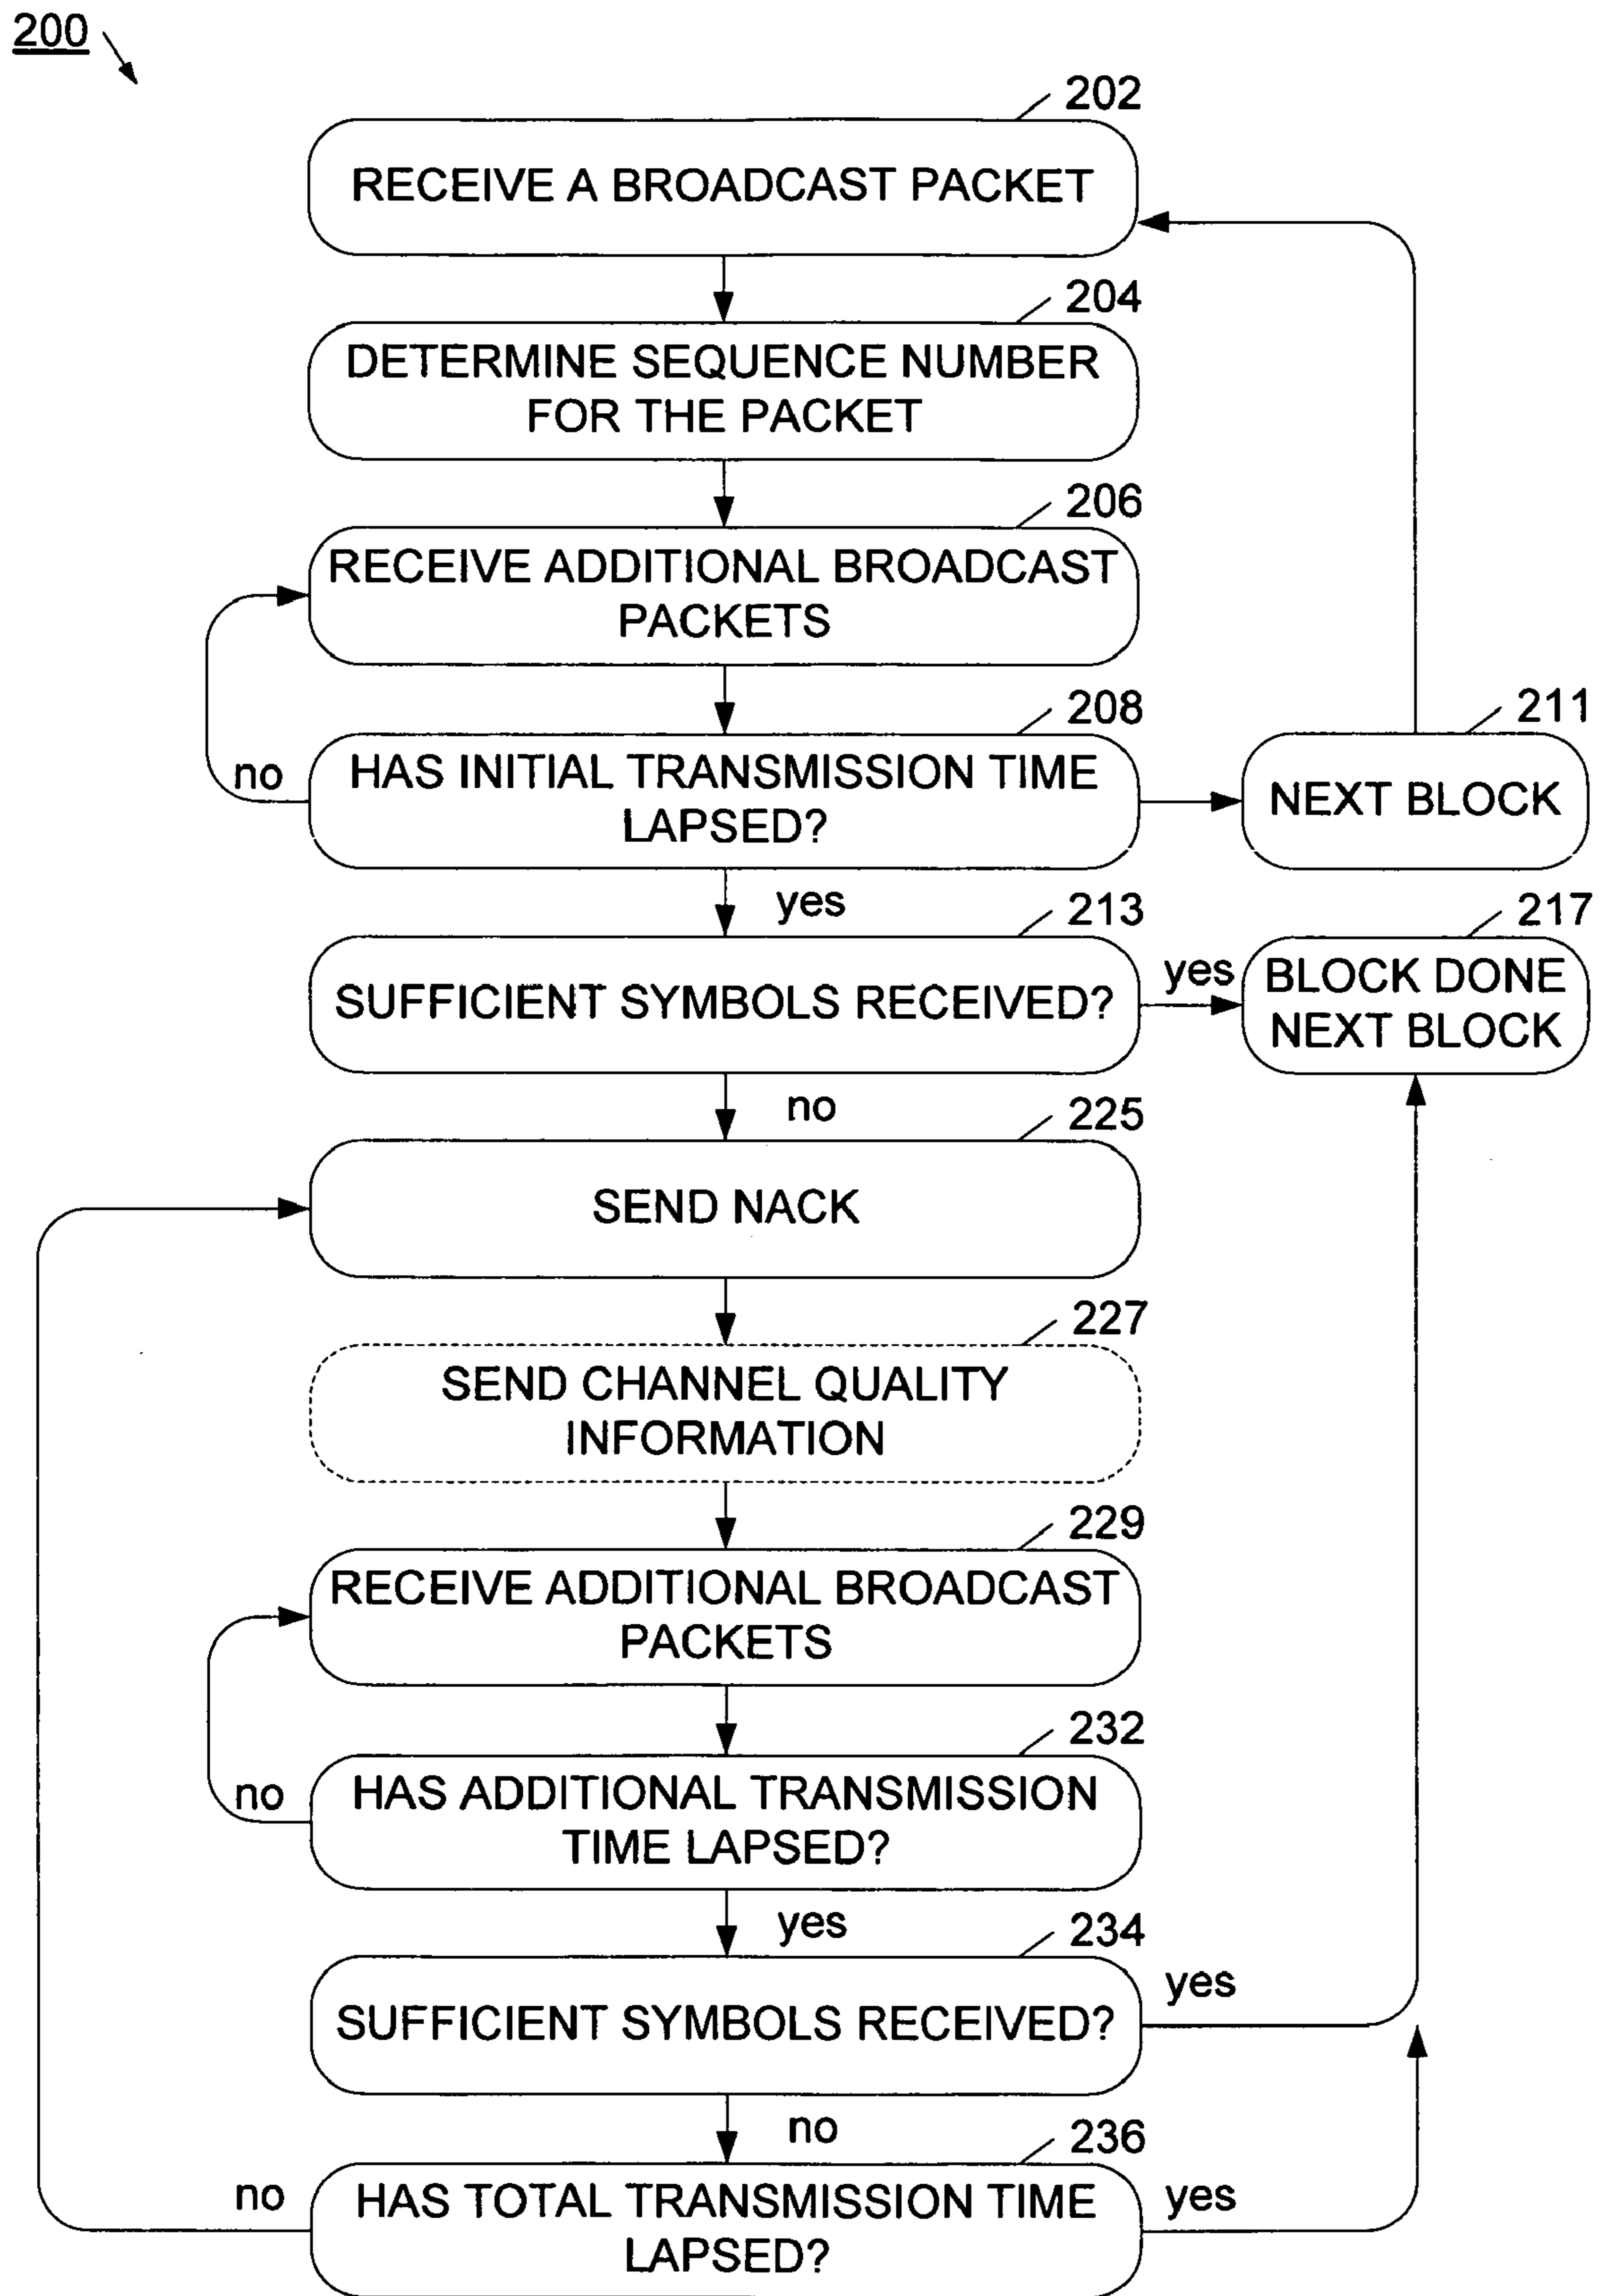 200
202
RECEIVE A BROADCAST PACKET
204
DETERMINE SEQUENCE NUMBER
FOR THE PACKET
206
RECEIVE ADDITIONAL BROADCAST
PACKETS
208
HAS INITIAL TRANSMISSION TIME
LAPSED?
no
211
NEXT BLOCK
yes
213
SUFFICIENT SYMBOLS RECEIVED?
yes
217
BLOCK DONE
NEXT BLOCK
no
225
SEND NACK
227
SEND CHANNEL QUALITY
INFORMATION
229
RECEIVE ADDITIONAL BROADCAST
PACKETS
232
HAS ADDITIONAL TRANSMISSION
TIME LAPSED?
no
yes
234
SUFFICIENT SYMBOLS RECEIVED?
yes
no
236
HAS TOTAL TRANSMISSION TIME
LAPSED?
no
yes